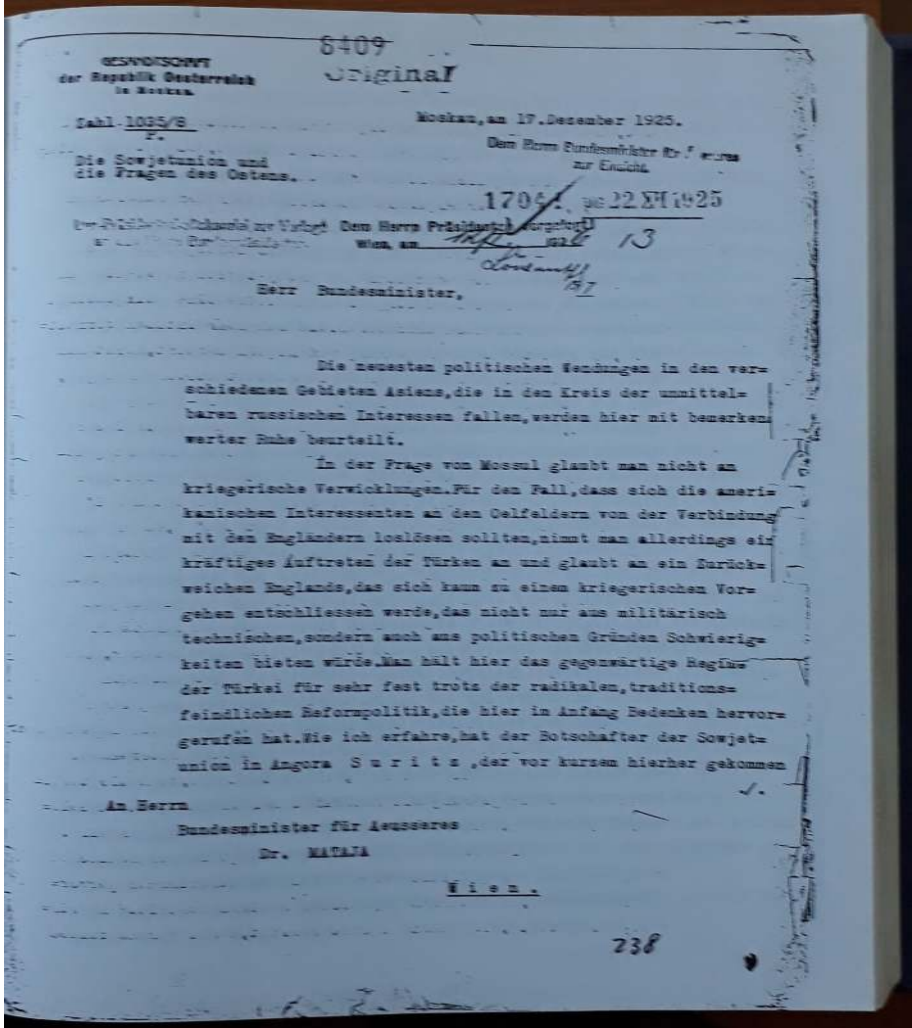 6409
Original
GESANDTSCHAFT
der Republik Oesterreich
in Moskau
Zahl 1035/8
P.
Moskau,am 17.Dezember 1925.
Die Sowjetunion und
die Fragen des Ostens.
Dem Herrn Bundesminister für
zur Einsicht
22 XII 1925
zur Vorlage Dem Herrn Präsidenten vorgelegt
Wien, am
13
Herr Bundesminister,
Die neuesten politischen Wendungen in den ver=
schiedenen Gebieten Asiens,die in den Kreis der unmittel=
baren russischen Interessen fallen,werden hier mit bemerkens
werter Ruhe beurteilt.
In der Frage von Mossul glaubt man nicht an
kriegerische Verwicklungen.Für den Fall,dass sich die ameri=
kanischen Interessenten an den Oelfeldern von der Verbindung
mit den Engländern loslösen sollten,nimmt man allerdings ein
kräftiges Auftreten der Türken an und glaubt an ein Zurück=
weichen Englands,das sich kaum zu einem kriegerischen Vor=
gehen entschliessen werde,das nicht nur aus militärisch
technischen,sondern auch aus politischen Gründen Schwierig=
keiten bieten würde.Man hält hier das gegenwärtige Regime
der Türkei für sehr fest trotz der radikalen,traditions=
feindlichen Reformpolitik,die hier im Anfang Bedenken hervor=
gerufen hat.Wie ich erfahre,hat der Botschafter der Sowjet=
union in Angora S u r i t z ,der vor kurzem hierher gekommen
./.
An Herrn
Bundesminister für Aeusseres
Dr. MATAJA
W i e n .
238